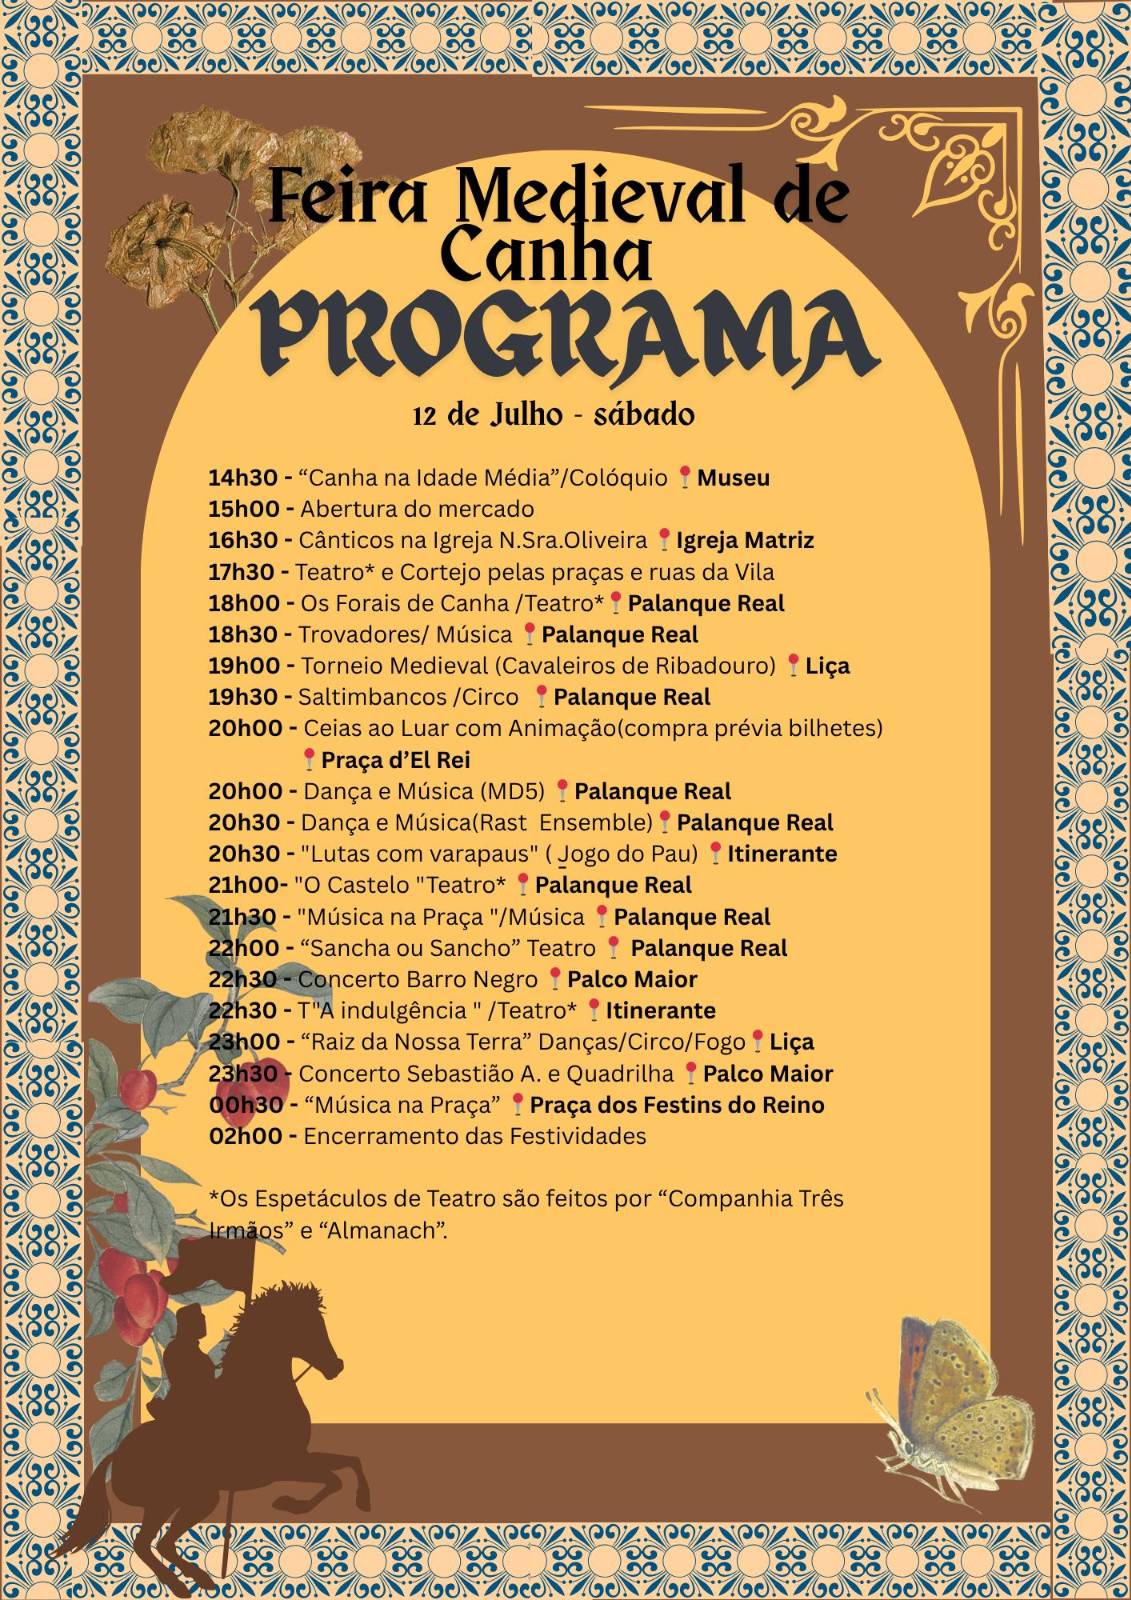 Feira Medieval de
Canha
PROGRAMA
12 de Julho - sábado
14h30 - “Canha na Idade Média”/Colóquio 📍Museu
15h00 - Abertura do mercado
16h30 - Cânticos na Igreja N.Sra.Oliveira 📍Igreja Matriz
17h30 - Teatro* e Cortejo pelas praças e ruas da Vila
18h00 - Os Forais de Canha /Teatro*📍Palanque Real
18h30 - Trovadores/ Música 📍Palanque Real
19h00 - Torneio Medieval (Cavaleiros de Ribadouro) 📍Liça
19h30 - Saltimbancos /Circo 📍Palanque Real
20h00 - Ceias ao Luar com Animação(compra prévia bilhetes)
📍Praça d’El Rei
20h00 - Dança e Música (MD5) 📍Palanque Real
20h30 - Dança e Música(Rast  Ensemble)📍Palanque Real
20h30 - "Lutas com varapaus" ( Jogo do Pau) 📍Itinerante
21h00- "O Castelo "Teatro* 📍Palanque Real
21h30 - "Música na Praça "/Música 📍Palanque Real
22h00 - “Sancha ou Sancho” Teatro 📍 Palanque Real
22h30 - Concerto Barro Negro 📍Palco Maior
22h30 - T"A indulgência " /Teatro* 📍Itinerante
23h00 - “Raiz da Nossa Terra” Danças/Circo/Fogo📍Liça
23h30 - Concerto Sebastião A. e Quadrilha 📍Palco Maior
00h30 - “Música na Praça” 📍Praça dos Festins do Reino
02h00 - Encerramento das Festividades
*Os Espetáculos de Teatro são feitos por “Companhia Três
Irmãos” e “Almanach”.